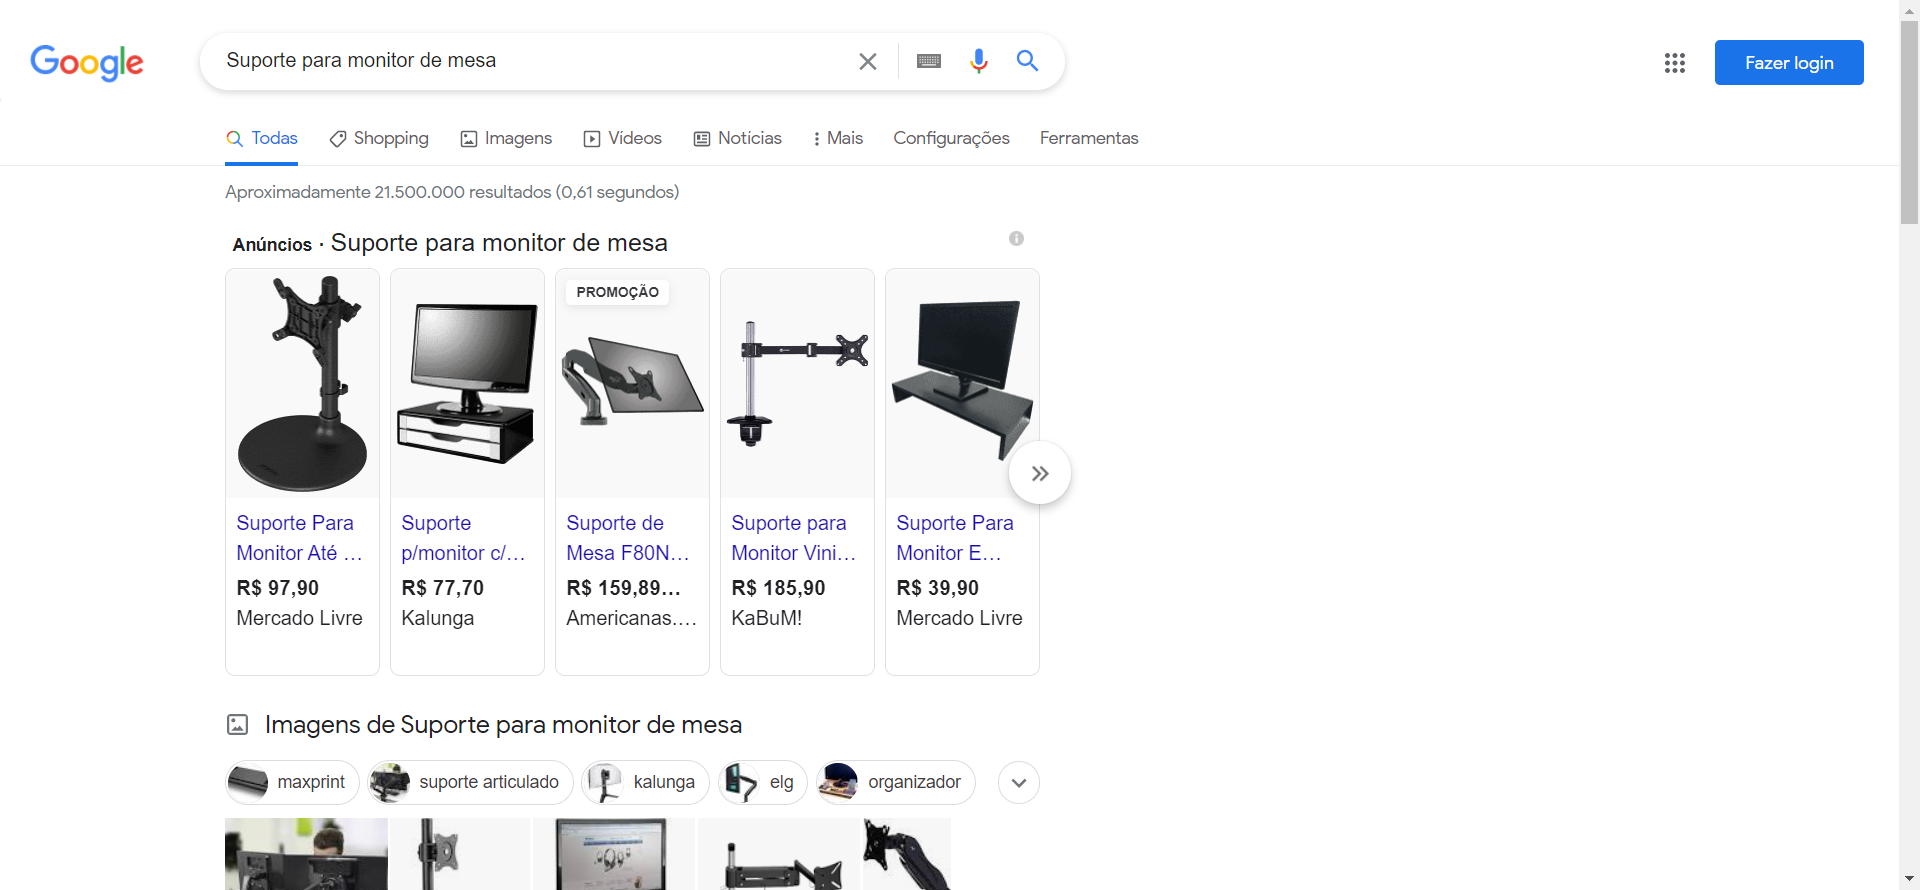 Google
Suporte para monitor de mesa
Fazer login
Todas
Shopping
Imagens
Vídeos
Notícias
Mais
Configurações
Ferramentas
Aproximadamente 21.500.000 resultados (0,61 segundos)
Anúncios · Suporte para monitor de mesa
PROMOÇÃO
Suporte Para
Monitor Até ...
R$ 97,90
Mercado Livre
Suporte
p/monitor c/...
R$ 77,70
Kalunga
Suporte de
Mesa F80N...
R$ 159,89...
Americanas....
Suporte para
Monitor Vini...
R$ 185,90
KaBuM!
Suporte Para
Monitor E...
R$ 39,90
Mercado Livre
Imagens de Suporte para monitor de mesa
maxprint
suporte articulado
kalunga
elg
organizador